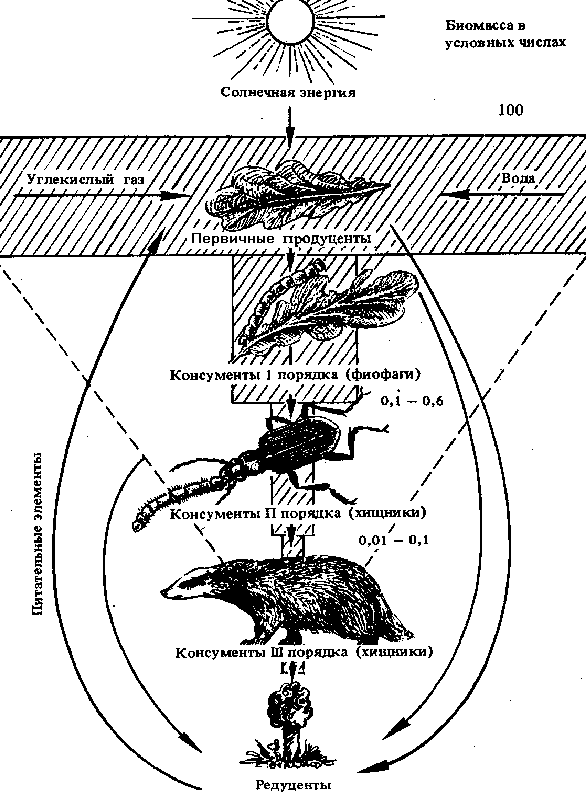 Биомасса в
условных числах
Солнечная энергия
100
Углекислый газ
Вода
Первичные продуценты
Консументы I порядка (фиофаги)
0,1 – 0,6
Консументы II порядка (хищники)
0,01 – 0,1
Питательные элементы
Консументы III порядка (хищники)
Редуценты